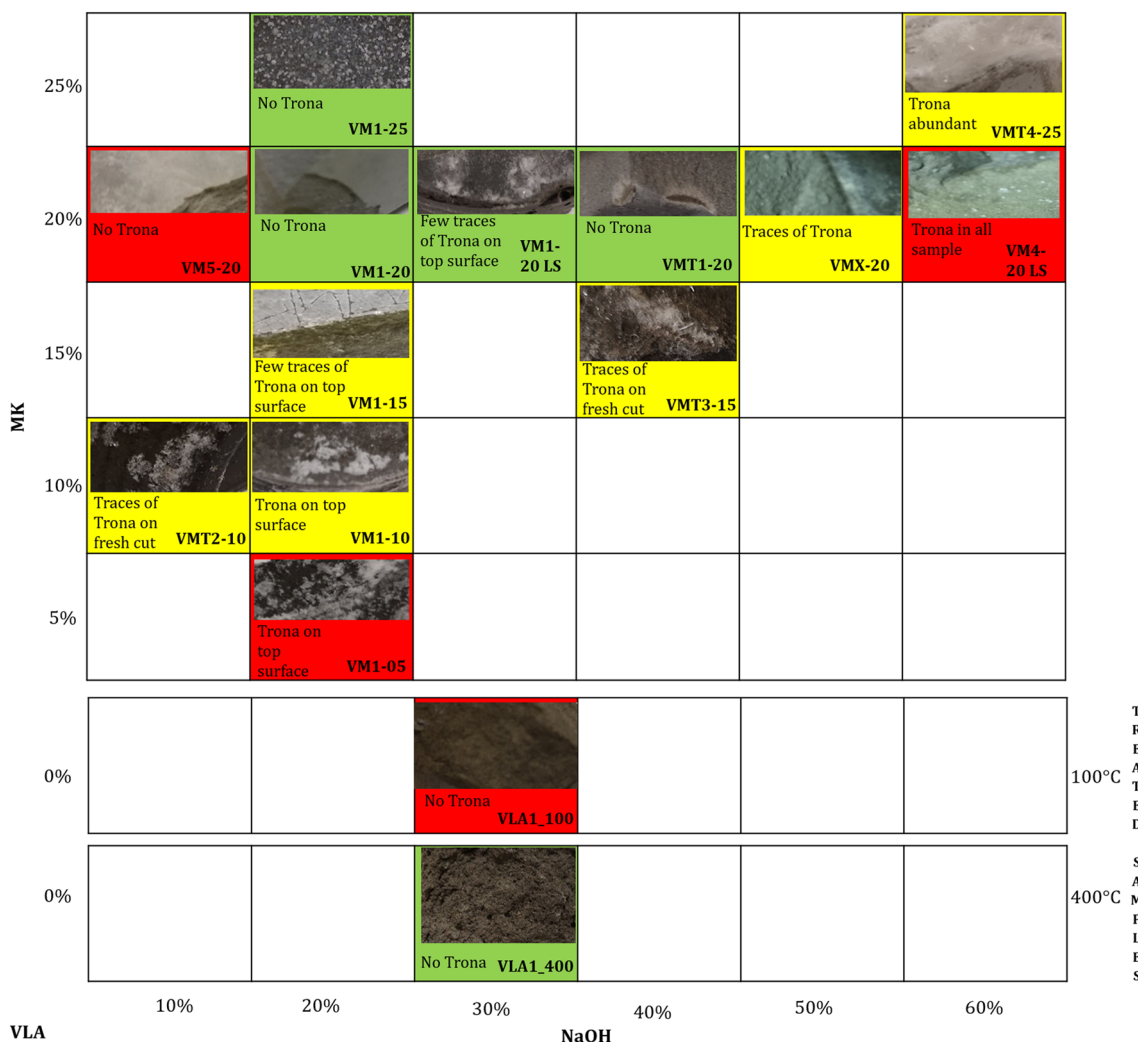 25%
No Trona
VM1-25
Trona
abundant
VMT4-25
20%
No Trona
VM5-20
No Trona
VM1-20
Few traces
of Trona on
top surface
VM1-
20 LS
No Trona
VMT1-20
Traces of Trona
VMX-20
Trona in all
sample
VM4-
20 LS
MK
15%
Few traces of
Trona on top
surface
VM1-15
Traces of
Trona on
fresh cut
VMT3-15
10%
Traces of
Trona on
fresh cut
VMT2-10
Trona on top
surface
VM1-10
5%
Trona on
top
surface
VM1-05
0%
No Trona
VLA1_100
100°C
0%
No Trona
VLA1_400
400°C
T
R
E
A
T
E
D
S
A
M
P
L
E
S
10%
20%
30%
40%
50%
60%
VLA
NaOH